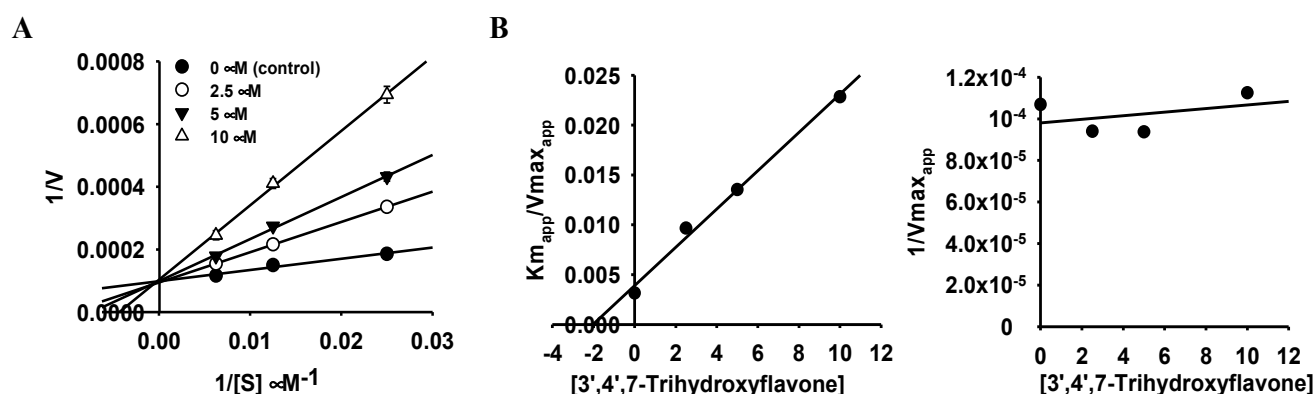 A
B
0 ∞M (control)
2.5 ∞M
5 ∞M
10 ∞M
0.0008
0.0006
0.0004
0.0002
0.0000
1/V
0.00 0.01 0.02 0.03
1/[S] ∞M-1
0.025
0.020
0.015
0.010
0.005
0.000
Kmapp/Vmaxapp
-4 -2 0 2 4 6 8 10 12
[3',4',7-Trihydroxyflavone]
1.2x10-4
10-4
8.0x10-5
6.0x10-5
4.0x10-5
2.0x10-5
0
1/Vmaxapp
0 2 4 6 8 10 12
[3',4',7-Trihydroxyflavone]